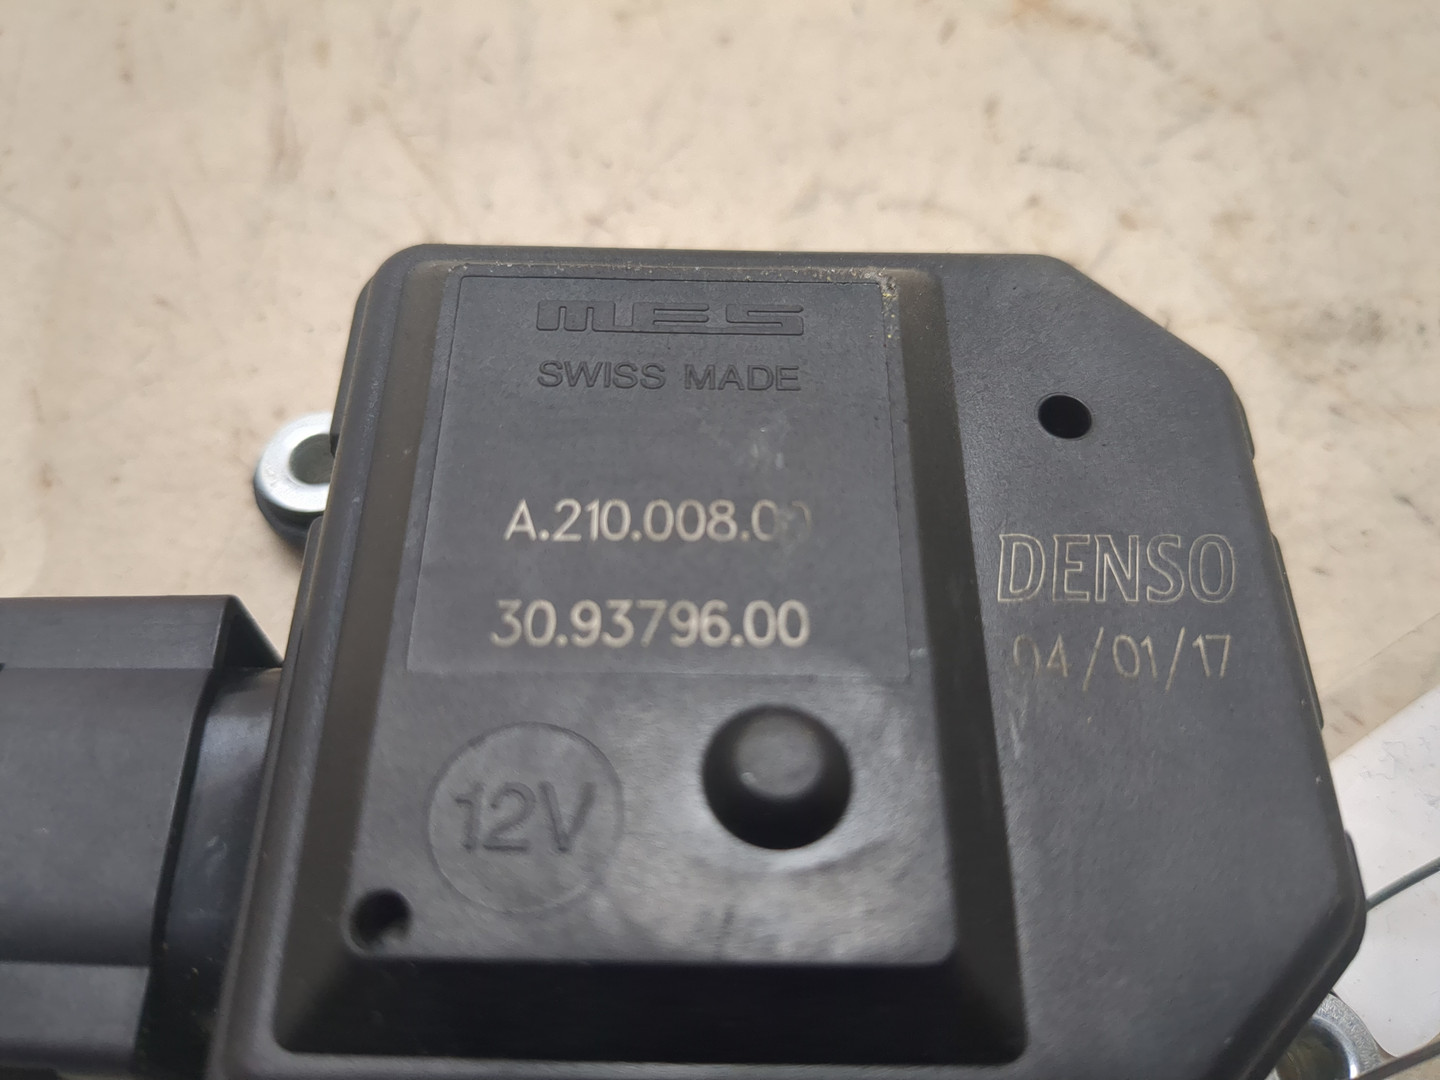 MES
SWISS MADE
A.210.008.00
30.93796.00
DENSO
04/01/17
12V